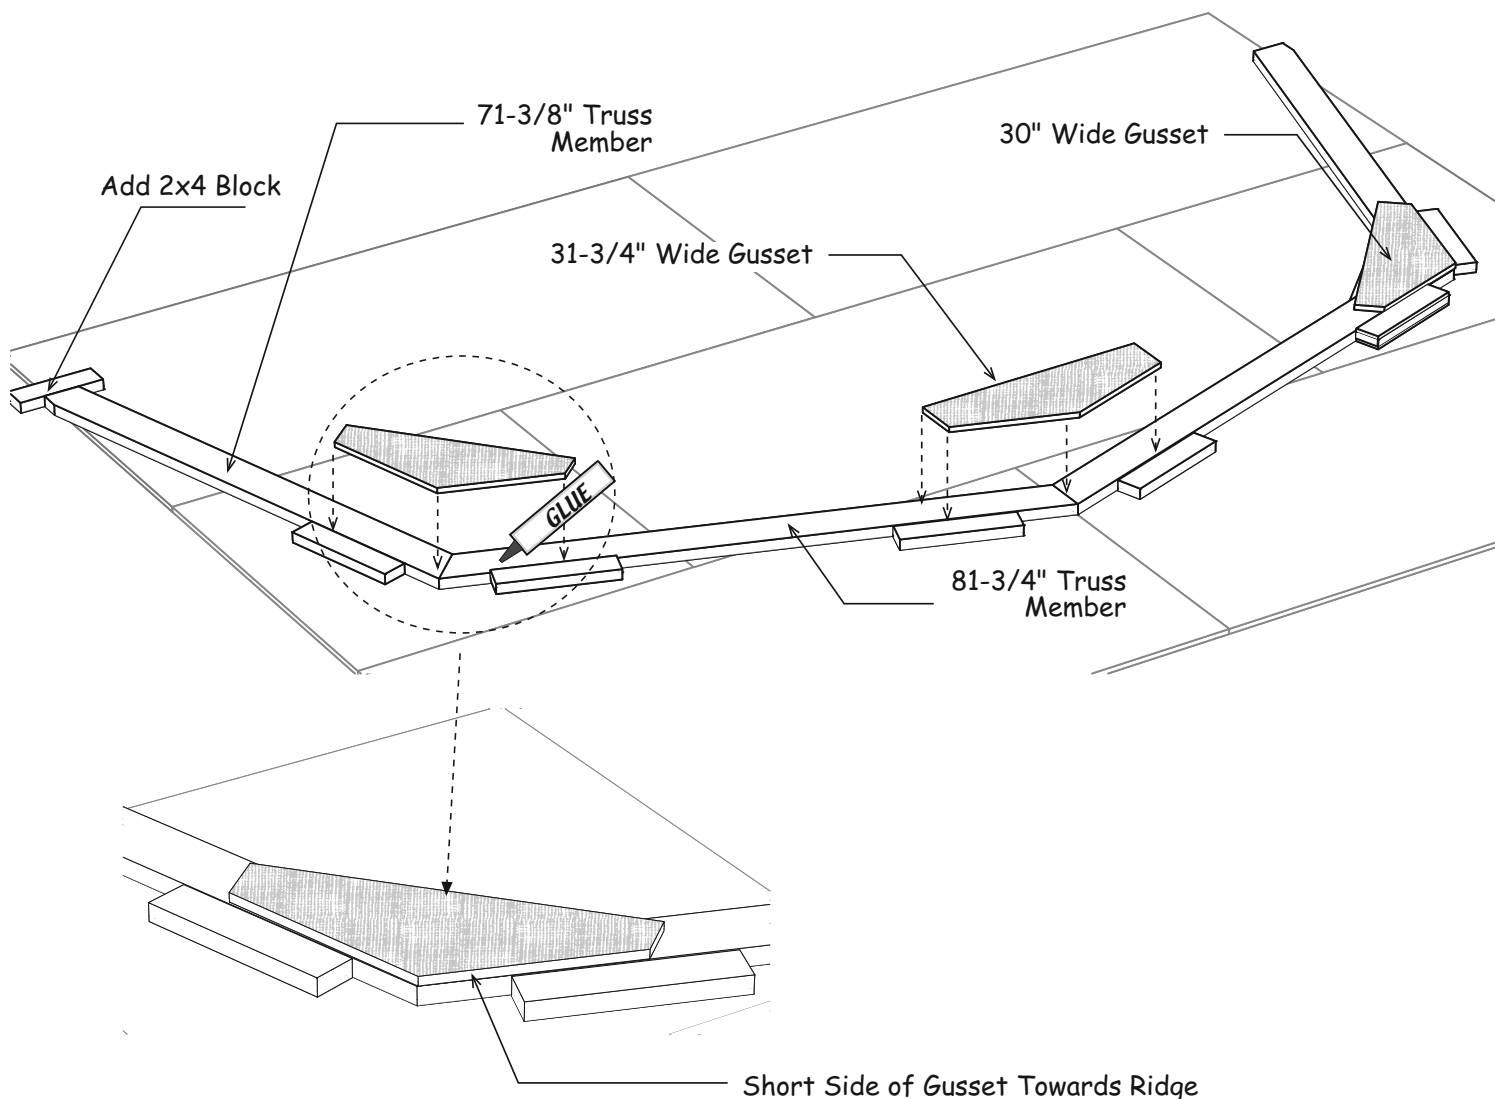 71-3/8" Truss
Member
30" Wide Gusset
Add 2x4 Block
31-3/4" Wide Gusset
GLUE
81-3/4" Truss
Member
Short Side of Gusset Towards Ridge